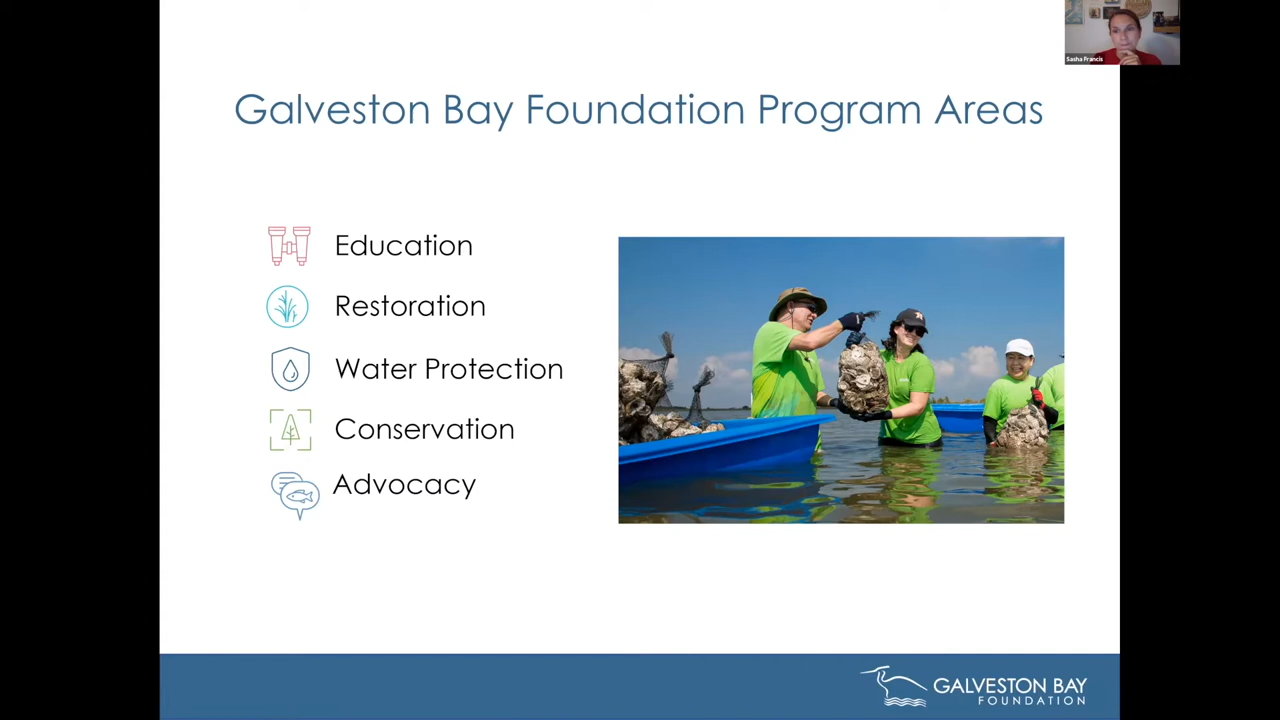 Sasha Francis
Galveston Bay Foundation Program Areas
Education
Restoration
Water Protection
Conservation
Advocacy
GALVESTON BAY
FOUNDATION